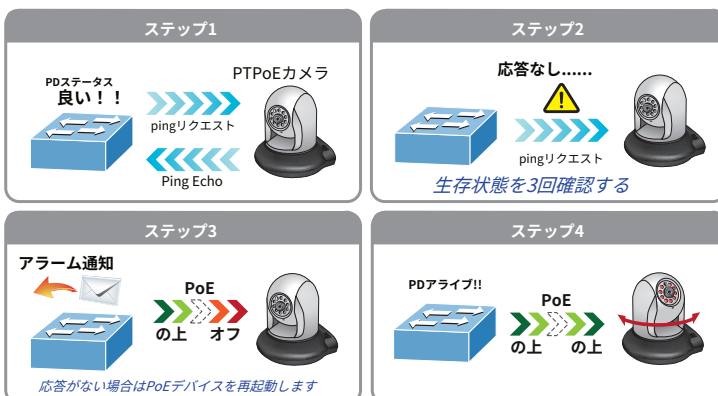 ステップ1
PDステータス
良い！！
PTPoEカメラ
pingリクエスト
Ping Echo
ステップ2
応答なし......
pingリクエスト
生存状態を3回確認する
ステップ3
アラーム通知
PoE
の上 オフ
応答がない場合はPoEデバイスを再起動します
ステップ4
PDアライブ!!
PoE
の上 の上